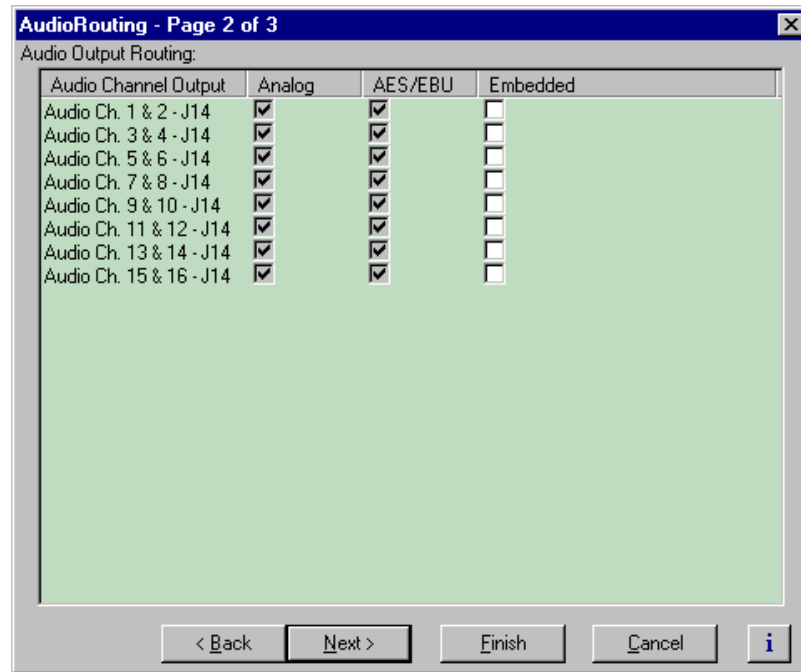 AudioRouting - Page 2 of 3
Audio Output Routing:
Audio Channel Output Analog AES/EBU Embedded
Audio Ch. 1 & 2 - J14
Audio Ch. 3 & 4 - J14
Audio Ch. 5 & 6 - J14
Audio Ch. 7 & 8 - J14
Audio Ch. 9 & 10 - J14
Audio Ch. 11 & 12 - J14
Audio Ch. 13 & 14 - J14
Audio Ch. 15 & 16 - J14
< Back Next > Finish Cancel i